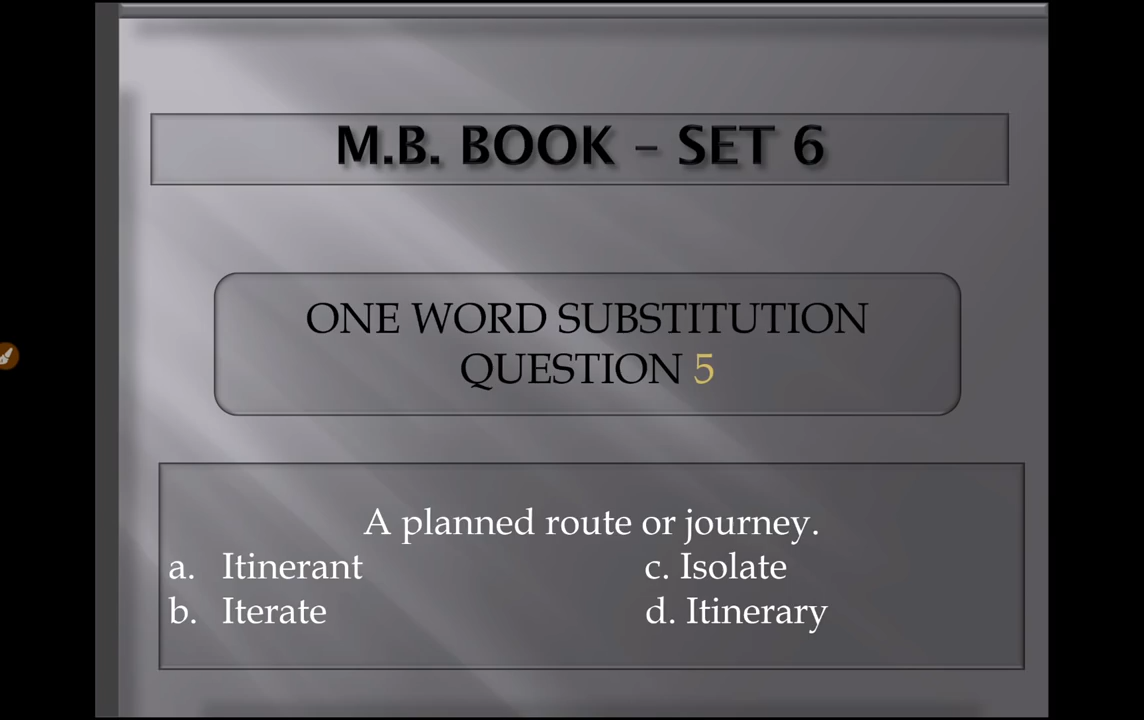 M.B. BOOK – SET 6
ONE WORD SUBSTITUTION
QUESTION 5
A planned route or journey.
a. Itinerant c. Isolate
b. Iterate d. Itinerary